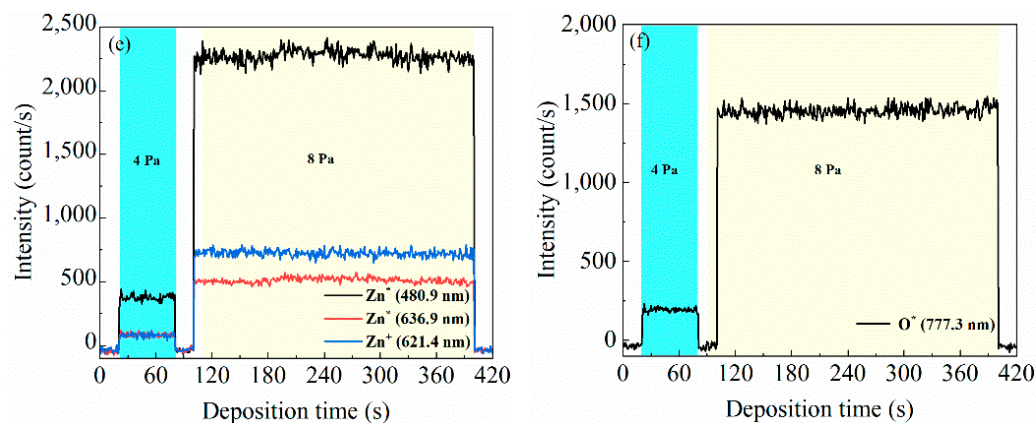 (e)
2,500
2,000
1,500
1,000
500
0
Intensity (count/s)
4 Pa
8 Pa
Zn* (480.9 nm)
Zn* (636.9 nm)
Zn+ (621.4 nm)
0 60 120 180 240 300 360 420
Deposition time (s)
(f)
2,000
1,500
1,000
500
0
Intensity (count/s)
4 Pa
8 Pa
O* (777.3 nm)
0 60 120 180 240 300 360 420
Deposition time (s)